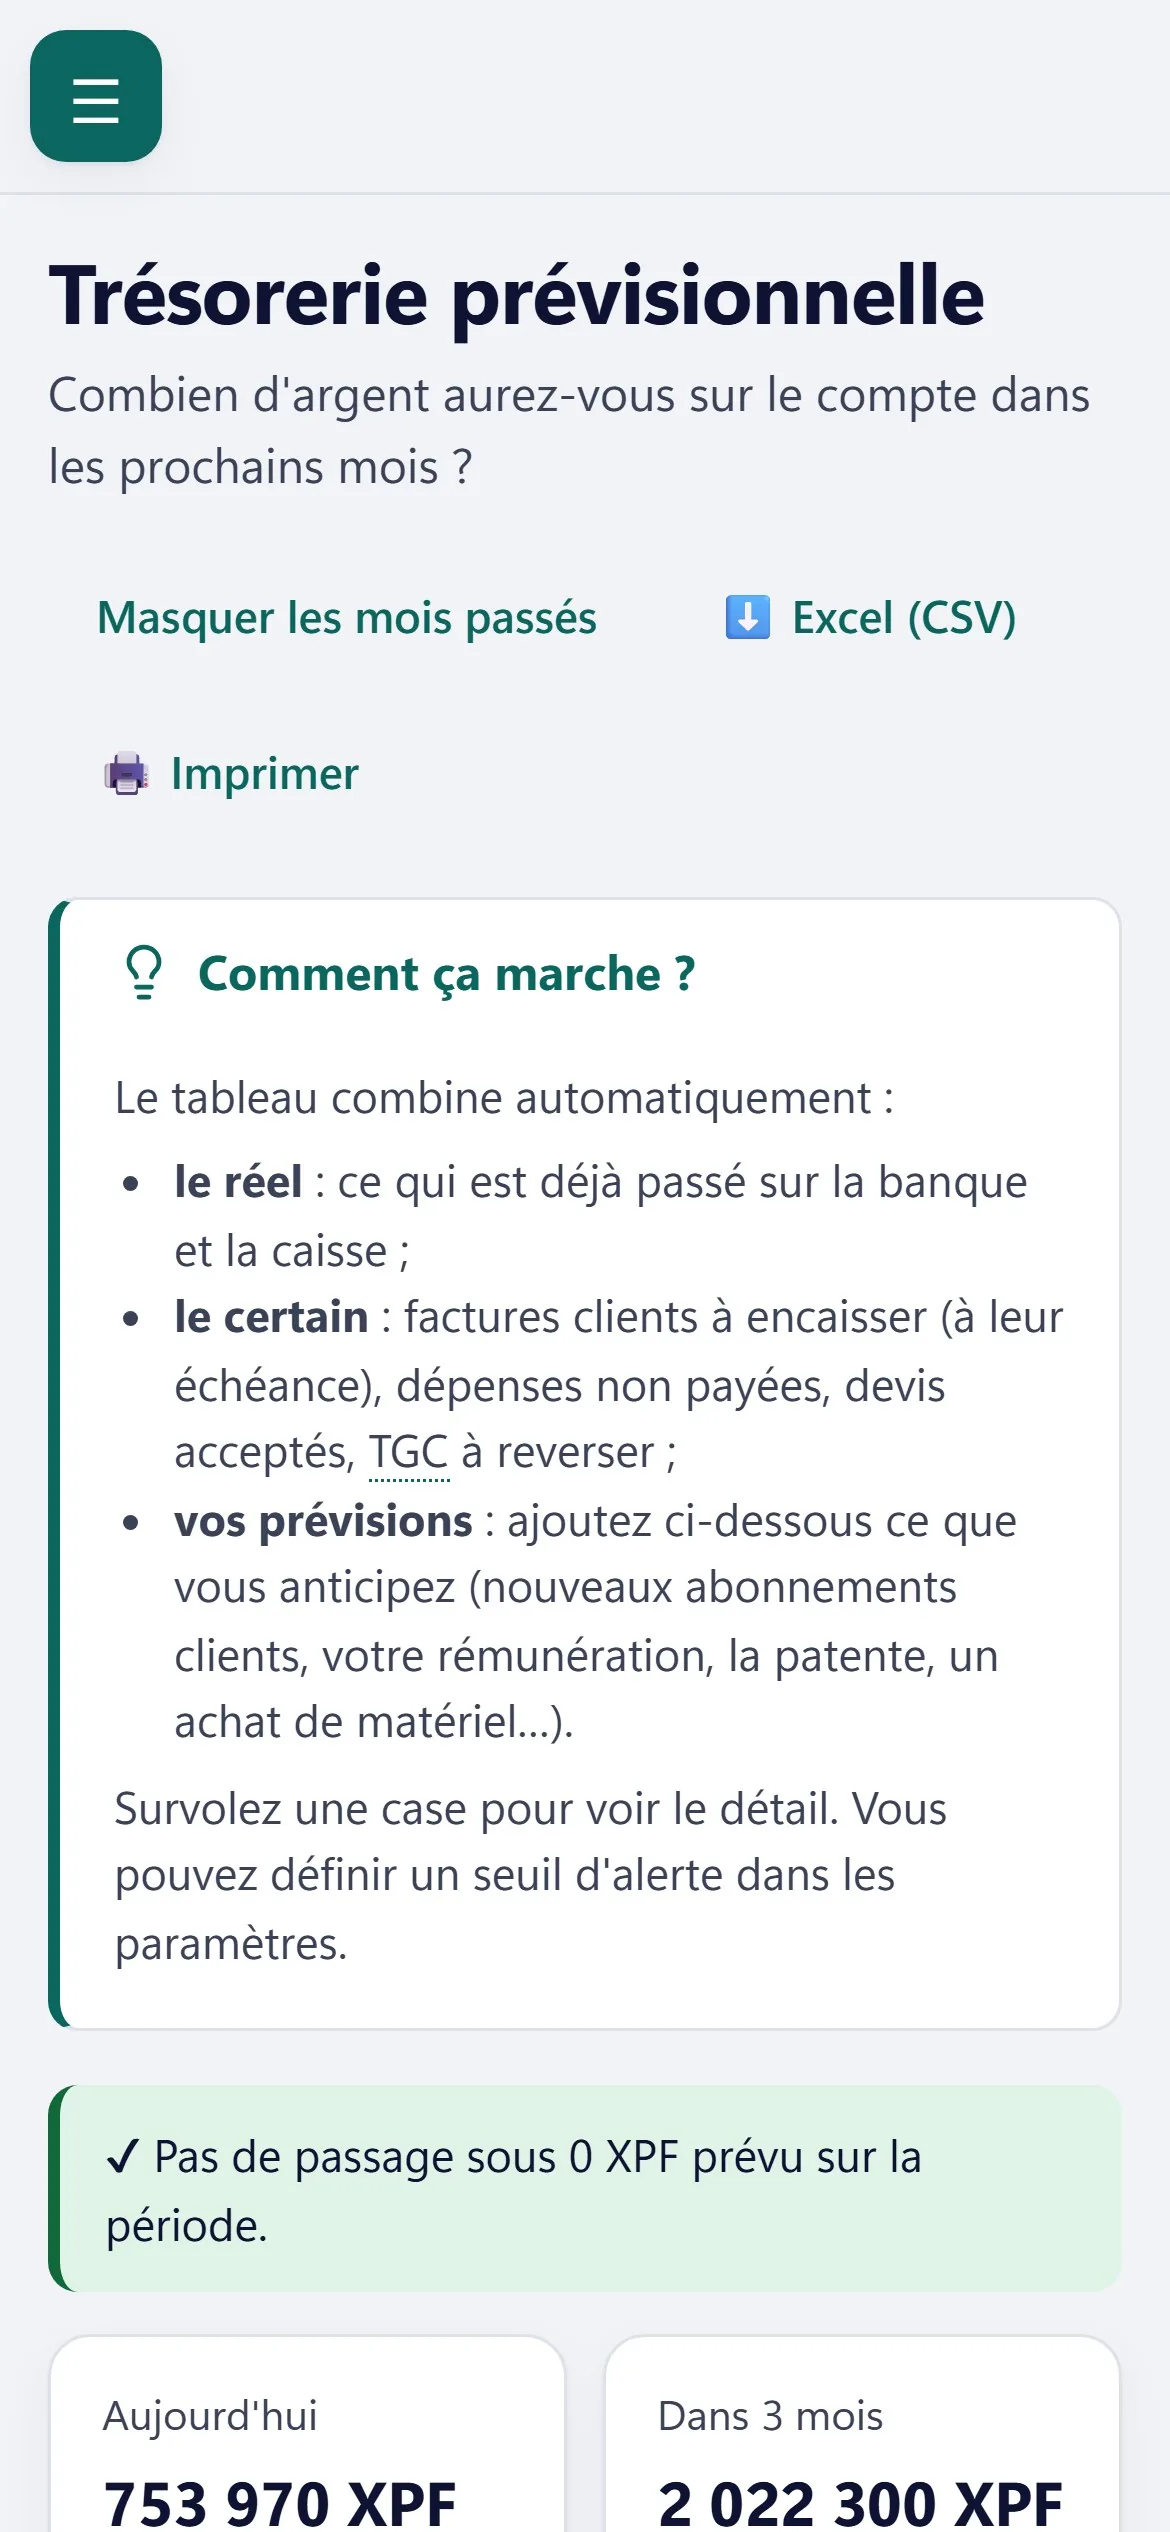 Trésorerie prévisionnelle
Combien d'argent aurez-vous sur le compte dans
les prochains mois ?
Masquer les mois passés
Excel (CSV)
Imprimer
Comment ça marche ?
Le tableau combine automatiquement :
• le réel : ce qui est déjà passé sur la banque
et la caisse ;
• le certain : factures clients à encaisser (à leur
échéance), dépenses non payées, devis
acceptés, TGC à reverser ;
• vos prévisions : ajoutez ci-dessous ce que
vous anticipez (nouveaux abonnements
clients, votre rémunération, la patente, un
achat de matériel...).
Survolez une case pour voir le détail. Vous
pouvez définir un seuil d'alerte dans les
paramètres.
✓ Pas de passage sous 0 XPF prévu sur la
période.
Aujourd'hui
753 970 XPF
Dans 3 mois
2 022 300 XPF